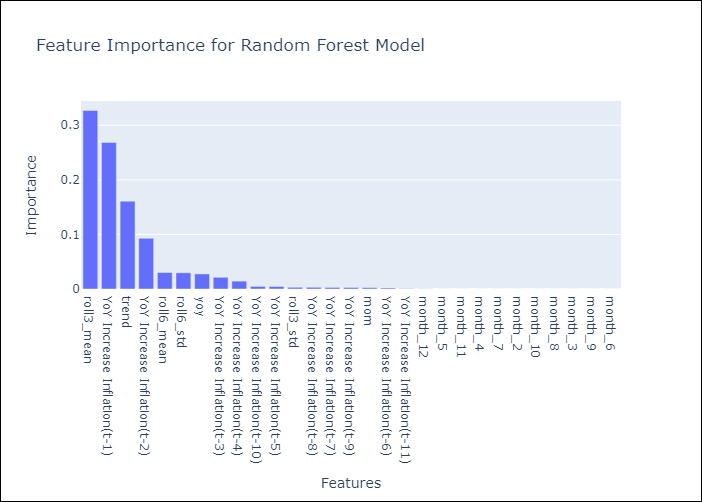 Feature Importance for Random Forest Model
Importance
0.3
0.2
0.1
0
roll3_mean
YoY Increase Inflation(t-1)
trend
YoY Increase Inflation(t-2)
roll6_mean
roll6_std
yoy
YoY Increase Inflation(t-3)
YoY Increase Inflation(t-4)
YoY Increase Inflation(t-10)
YoY Increase Inflation(t-5)
roll3_std
YoY Increase Inflation(t-8)
YoY Increase Inflation(t-7)
YoY Increase Inflation(t-9)
mom
YoY Increase Inflation(t-6)
YoY Increase Inflation(t-11)
month_12
month_5
month_11
month_4
month_7
month_2
month_10
month_8
month_3
month_9
month_6
Features